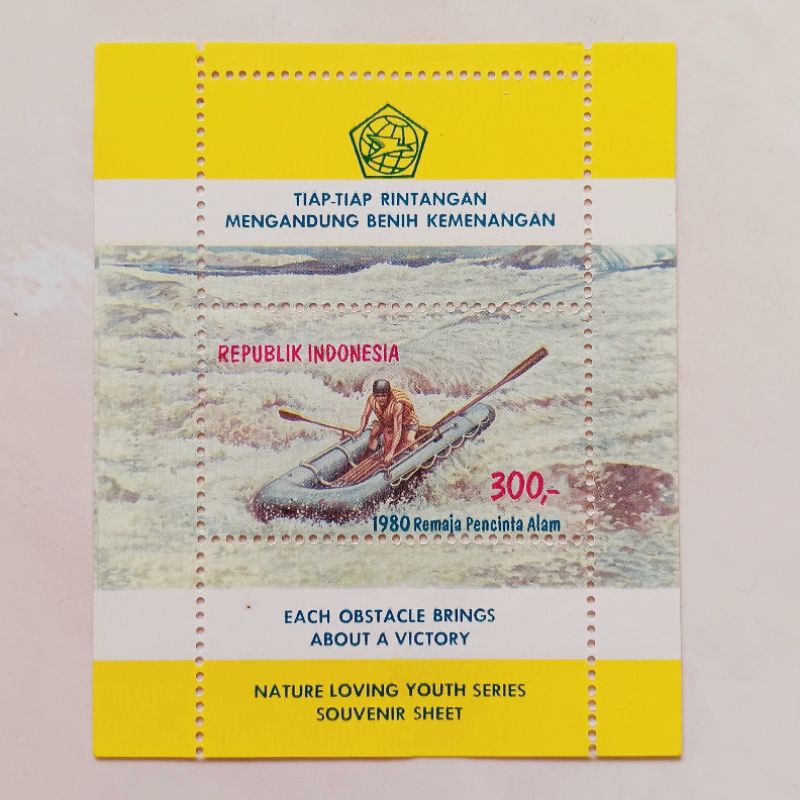 TIAP-TIAP RINTANGAN
MENGANDUNG BENIH KEMENANGAN
REPUBLIK INDONESIA
300,-
1980 Remaja Pencinta Alam
EACH OBSTACLE BRINGS
ABOUT A VICTORY
NATURE LOVING YOUTH SERIES
SOUVENIR SHEET